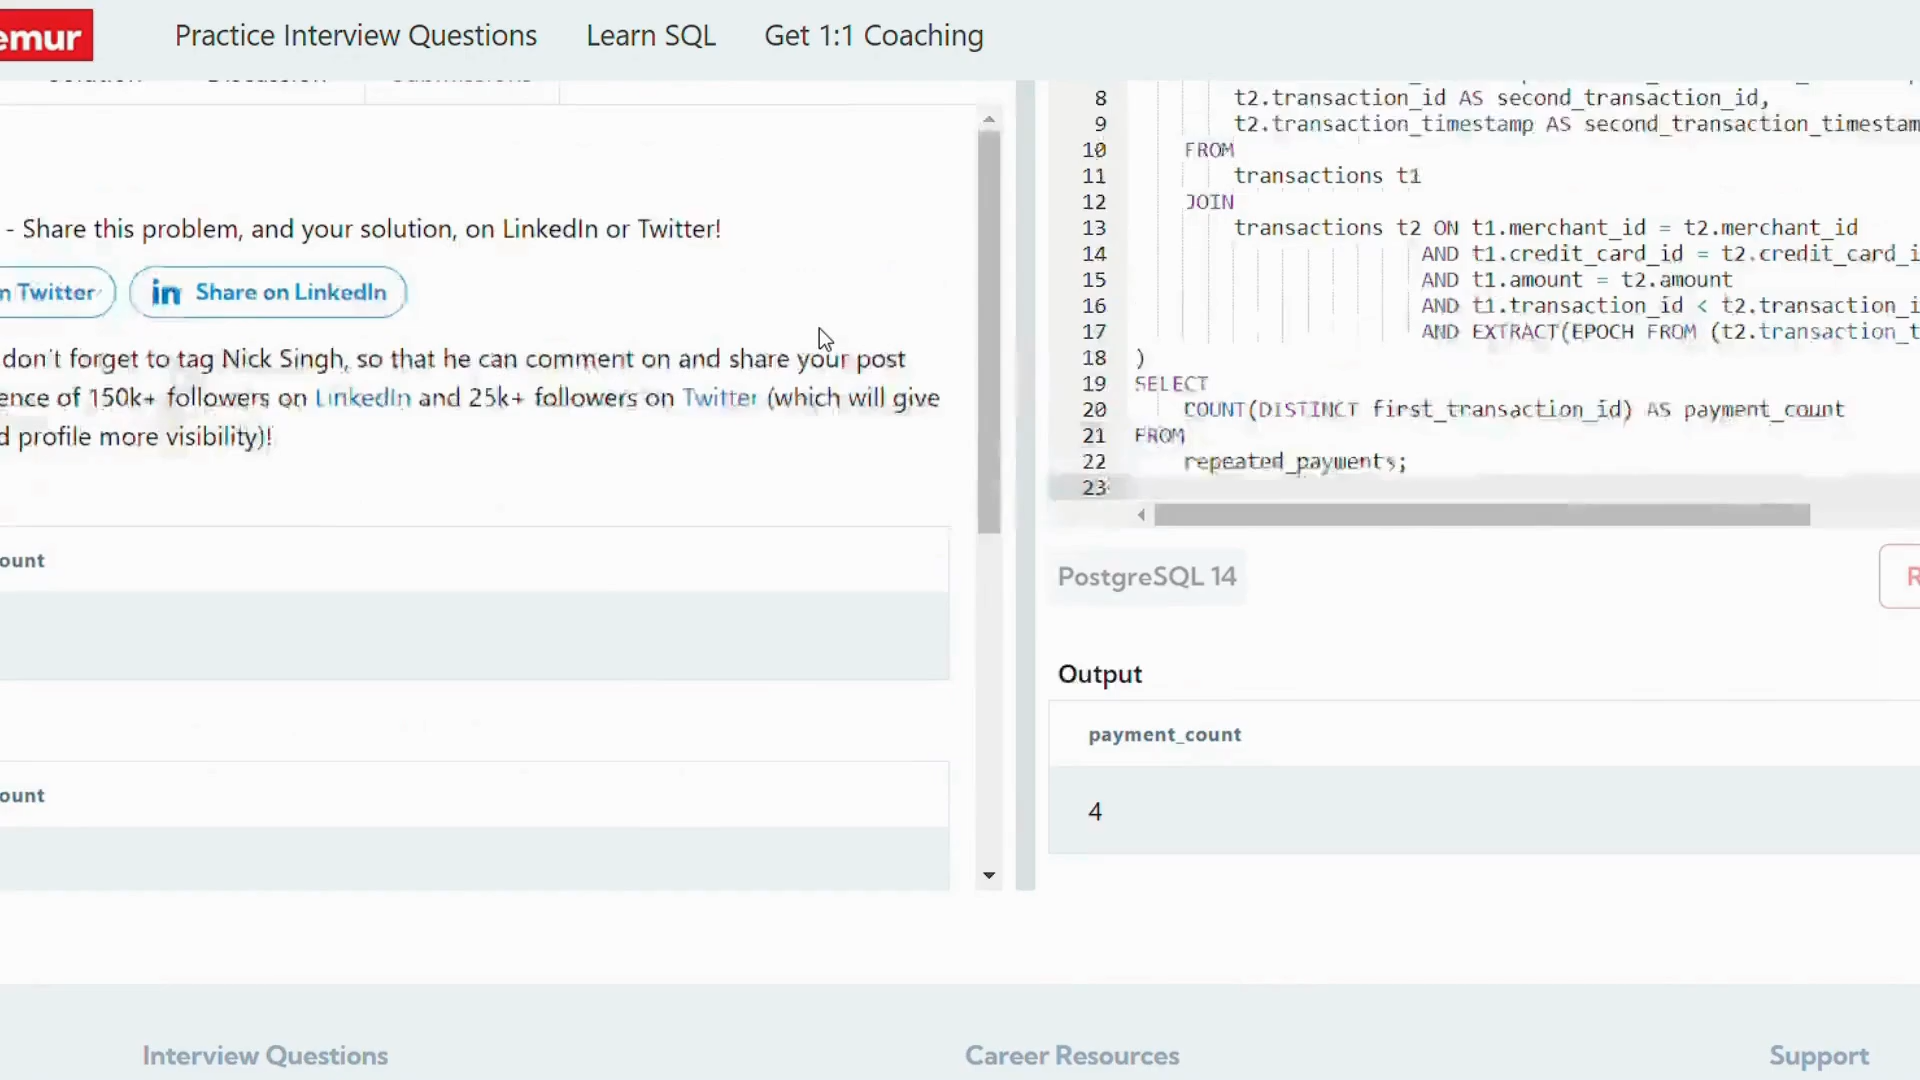 emur
Practice Interview Questions
Learn SQL
Get 1:1 Coaching
- Share this problem, and your solution, on LinkedIn or Twitter!
n Twitter
in Share on LinkedIn
don't forget to tag Nick Singh, so that he can comment on and share your post
ence of 150k+ followers on LinkedIn and 25k+ followers on Twitter (which will give
d profile more visibility)!
ount
ount
8 t2.transaction_id AS second_transaction_id,
9 t2.transaction_timestamp AS second_transaction_timestam
10 FROM
11 transactions t1
12 JOIN
13 transactions t2 ON t1.merchant_id = t2.merchant_id
14 AND t1.credit_card_id = t2.credit_card_i
15 AND t1.amount = t2.amount
16 AND t1.transaction_id < t2.transaction_i
17 AND EXTRACT(EPOCH FROM (t2.transaction_t
18 )
19 SELECT
20 COUNT(DISTINCT first_transaction_id) AS payment_count
21 FROM
22 repeated_payments;
23
PostgreSQL 14
R
Output
payment_count
4
Interview Questions
Career Resources
Support